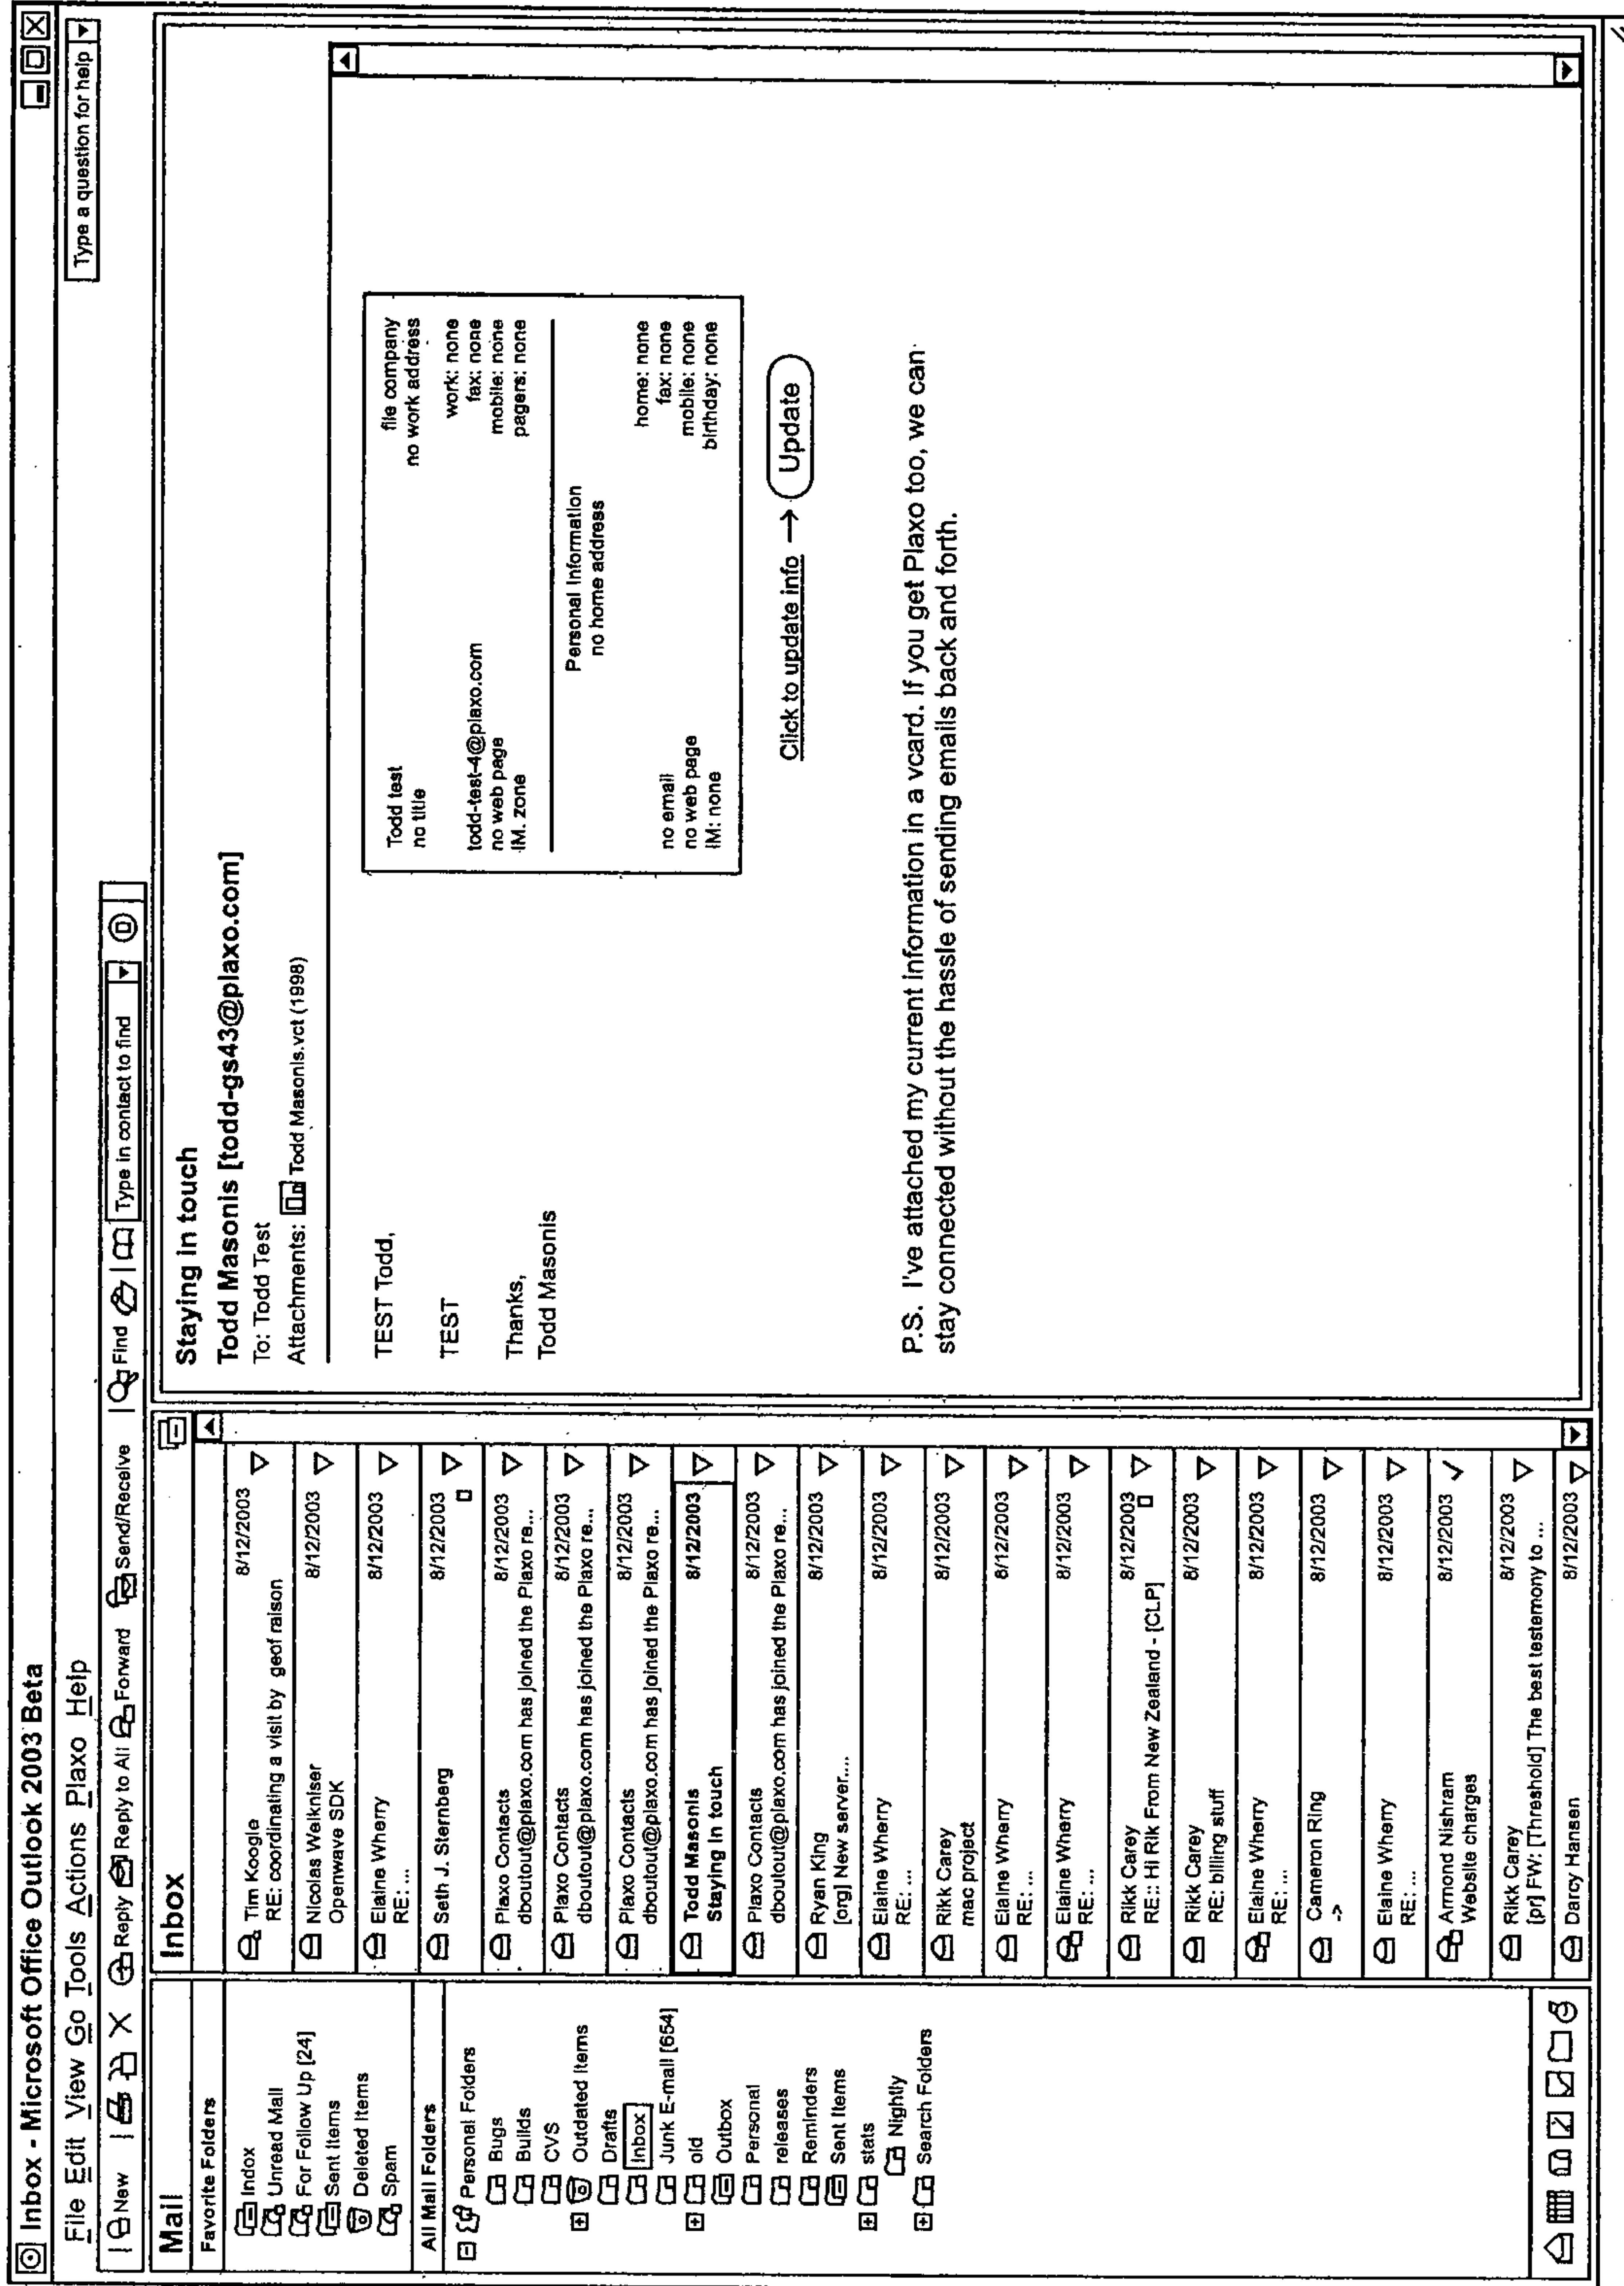 Inbox - Microsoft Office Outlook 2003 Beta
File Edit View Go Tools Actions Plaxo Help
Type a question for help
New Reply Reply to All Forward Send/Receive Find Type in contact to find
Mail
Favorite Folders
Indox
Unread Mail
For Follow Up [24]
Sent Items
Deleted Items
Spam
All Mail Folders
Personal Folders
Bugs
Builds
CVS
Outdated Items
Drafts
Inbox
Junk E-mail [654]
old
Outbox
Personal
releases
Reminders
Sent Items
stats
Nightly
Search Folders
Inbox
Tim Koogle 8/12/2003
RE: coordinating a visit by geof raison
Nicolas Welkniser 8/12/2003
Openwave SDK
Elaine Wherry 8/12/2003
RE: ...
Seth J. Sternberg 8/12/2003
Plaxo Contacts 8/12/2003
dboutout@plaxo.com has joined the Plaxo re...
Plaxo Contacts 8/12/2003
dboutout@plaxo.com has joined the Plaxo re...
Plaxo Contacts 8/12/2003
dboutout@plaxo.com has joined the Plaxo re...
Todd Masonis 8/12/2003
Staying In touch
Plaxo Contacts 8/12/2003
dboutout@plaxo.com has joined the Plaxo re...
Ryan King 8/12/2003
[org] New server....
Elaine Wherry 8/12/2003
RE: ...
Rikk Carey 8/12/2003
mac project
Elaine Wherry 8/12/2003
RE: ...
Elaine Wherry 8/12/2003
RE: ...
Rikk Carey 8/12/2003
RE:: Hi Rik From New Zealand - [CLP]
Rikk Carey 8/12/2003
RE: billing stuff
Elaine Wherry 8/12/2003
RE: ...
Cameron Ring 8/12/2003
->
Elaine Wherry 8/12/2003
RE: ...
Armond Nishram 8/12/2003
Website charges
Rikk Carey 8/12/2003
[pr] FW: [Threshold] The best testemony to ...
Darcy Hansen 8/12/2003
Staying in touch
Todd Masonis [todd-gs43@plaxo.com]
To: Todd Test
Attachments: Todd Masonis.vct (1998)
TEST Todd,
TEST
Thanks,
Todd Masonis
Todd test file company
no title no work address
work: none
todd-test-4@plaxo.com fax: none
no web page mobile: none
IM. zone pagers: none
Personal Information
no home address
home: none
no email fax: none
no web page mobile: none
IM: none birthday: none
Click to update info → Update
P.S. I've attached my current information in a vcard. If you get Plaxo too, we can
stay connected without the hassle of sending emails back and forth.